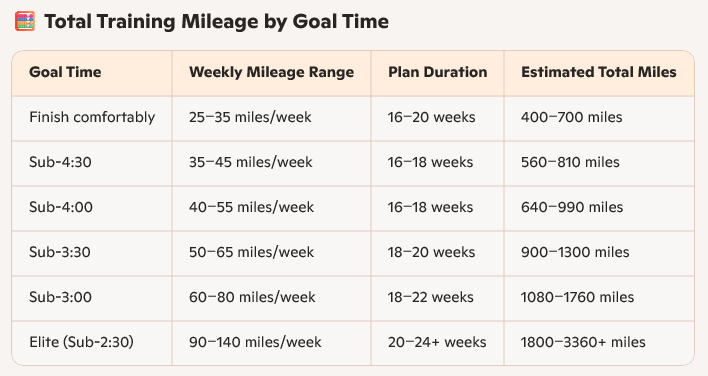 Total Training Mileage by Goal Time
Goal Time Weekly Mileage Range Plan Duration Estimated Total Miles
Finish comfortably 25–35 miles/week 16–20 weeks 400–700 miles
Sub-4:30 35–45 miles/week 16–18 weeks 560–810 miles
Sub-4:00 40–55 miles/week 16–18 weeks 640–990 miles
Sub-3:30 50–65 miles/week 18–20 weeks 900–1300 miles
Sub-3:00 60–80 miles/week 18–22 weeks 1080–1760 miles
Elite (Sub-2:30) 90–140 miles/week 20–24+ weeks 1800–3360+ miles